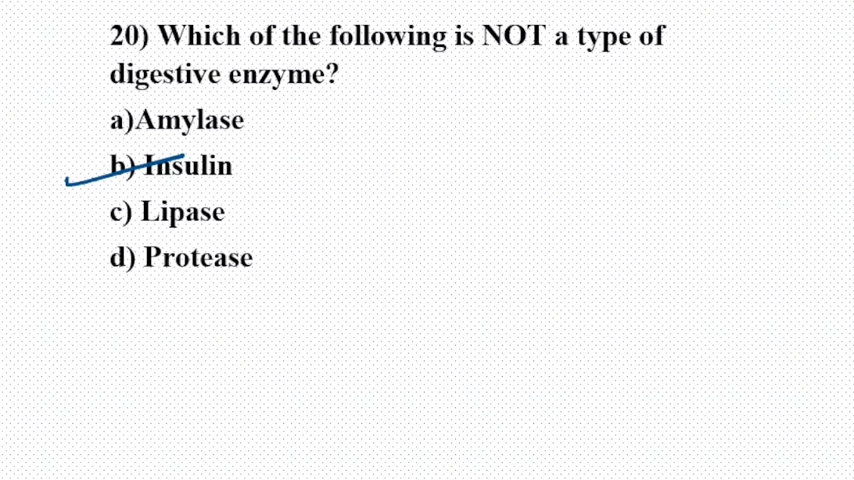 20) Which of the following is NOT a type of
digestive enzyme?
a)Amylase
b) Insulin
c) Lipase
d) Protease